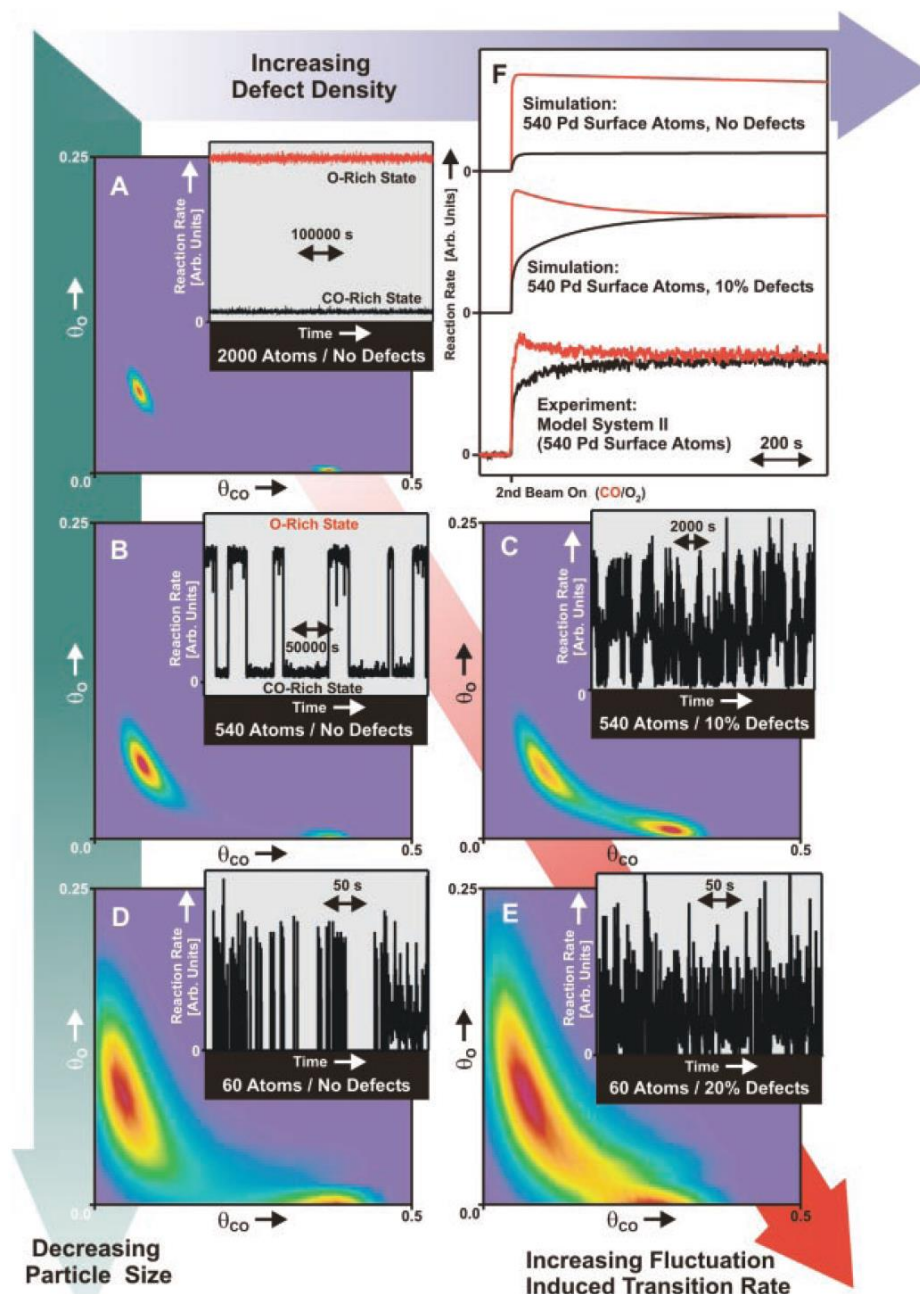 Increasing
Defect Density
F
Simulation:
540 Pd Surface Atoms, No Defects
0
Reaction Rate [Arb. Units]
Simulation:
540 Pd Surface Atoms, 10% Defects
0
Experiment:
Model System II
(540 Pd Surface Atoms)
200 s
0
2nd Beam On (CO/O₂)
0.25
A
Reaction Rate
[Arb. Units]
O-Rich State
100000 s
CO-Rich State
0
Time
2000 Atoms / No Defects
θO
0.0
θCO
0.5
0.25
B
O-Rich State
Reaction Rate
[Arb. Units]
50000 s
0
CO-Rich State
Time
540 Atoms / No Defects
θO
0.0
θCO
0.5
0.25
C
Reaction Rate
[Arb. Units]
2000 s
0
Time
540 Atoms / 10% Defects
θO
0.0
θCO
0.5
0.25
D
Reaction Rate
[Arb. Units]
50 s
0
Time
60 Atoms / No Defects
θO
0.0
θCO
0.5
0.25
E
Reaction Rate
[Arb. Units]
50 s
0
Time
60 Atoms / 20% Defects
θO
0.0
θCO
0.5
Decreasing
Particle Size
Increasing Fluctuation
Induced Transition Rate